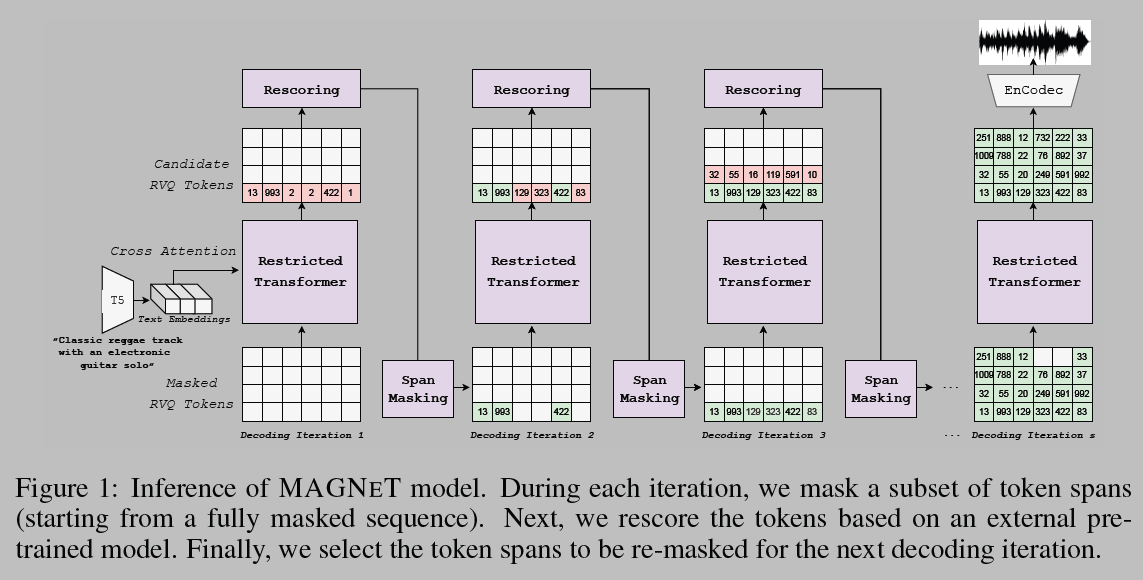 Rescoring Rescoring Rescoring EnCodec
Candidate
RVQ Tokens
13 993 2 2 422 1
13 993 129 323 422 83
32 55 16 119 591 10
13 993 129 323 422 83
251 888 12 732 222 33
1009 788 22 76 892 37
32 55 20 249 591 992
13 993 129 323 422 83
Cross Attention
T5
Text Embeddings
"Classic reggae track
with an electronic
guitar solo"
Restricted
Transformer
Restricted
Transformer
Restricted
Transformer
Restricted
Transformer
Masked
RVQ Tokens
Span
Masking
13 993 422
Span
Masking
13 993 129 323 422 83
Span
Masking
...
251 888 12 33
1009 788 22 76 892 37
32 55 20 249 591 992
13 993 129 323 422 83
Decoding Iteration 1 Decoding Iteration 2 Decoding Iteration 3 ... Decoding Iteration s
Figure 1: Inference of MAGNET model. During each iteration, we mask a subset of token spans
(starting from a fully masked sequence). Next, we rescore the tokens based on an external pre-
trained model. Finally, we select the token spans to be re-masked for the next decoding iteration.